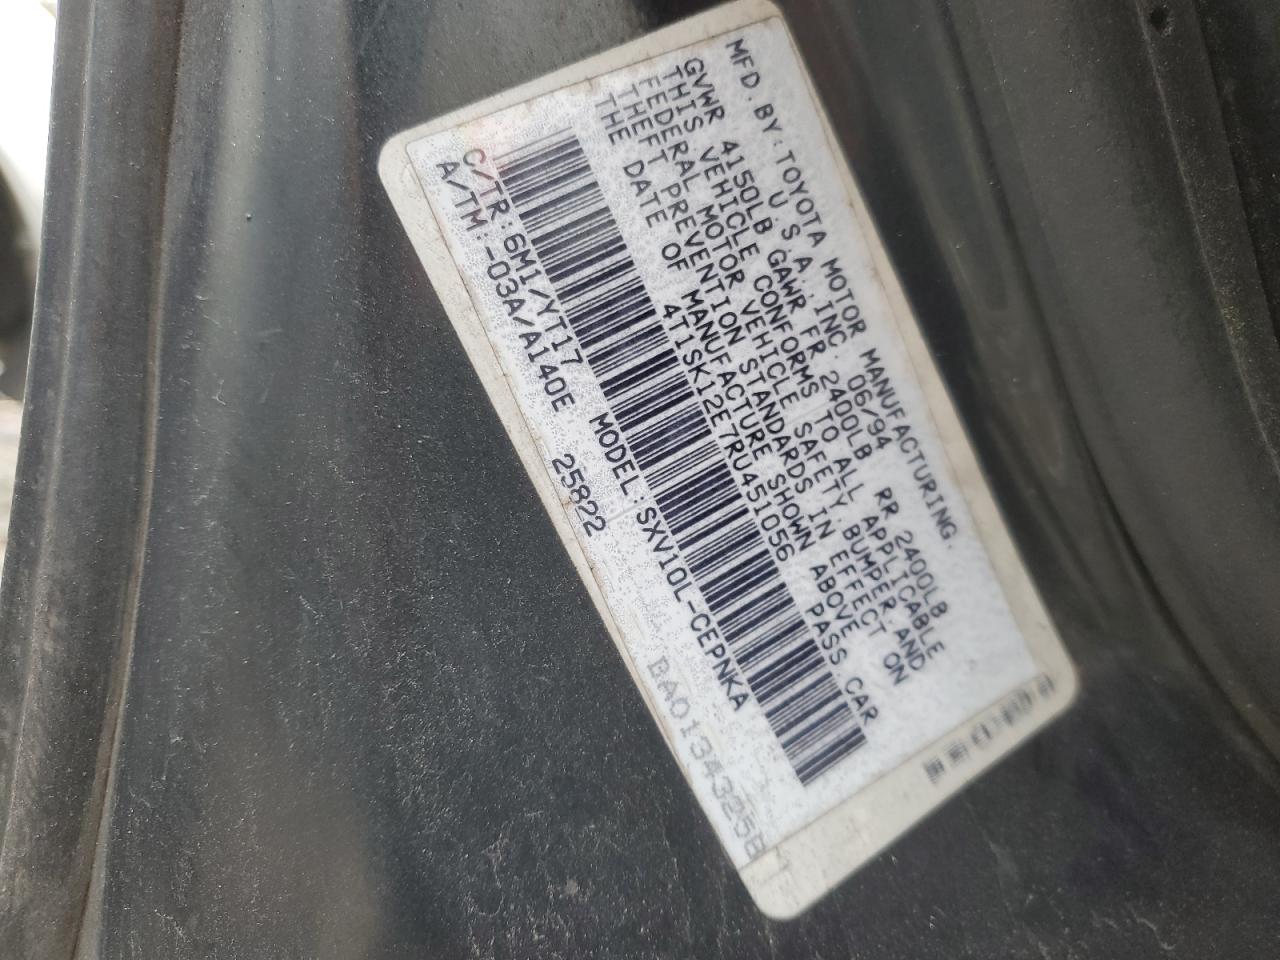 MFD. BY: TOYOTA MOTOR MANUFACTURING.
U. S. A., INC. 06/94
GVWR 4150LB GAWR FR 2400LB RR 2400LB
THIS VEHICLE CONFORMS TO ALL APPLICABLE
FEDERAL MOTOR VEHICLE SAFETY BUMPER, AND
THEFT PREVENTION STANDARDS IN EFFECT ON
THE DATE OF MANUFACTURE SHOWN ABOVE
4T1SK12E7RU451056 PASS CAR
C/TR: 6M1/YT17 MODEL: SXV10L-CEPNKA
A/TM: -03A/A140E 25822
BA0134325B